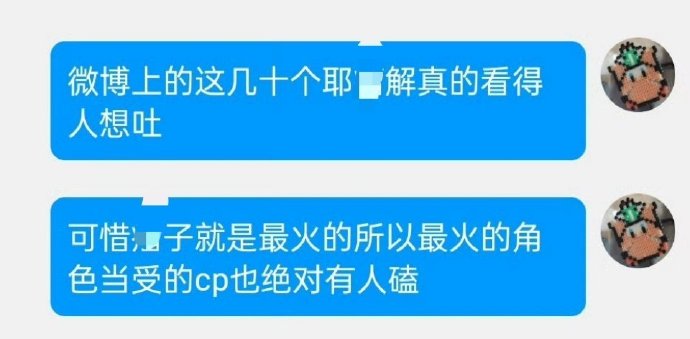 微博上的这几十个耶解真的看得
人想吐
可惜子就是最火的所以最火的角
色当受的cp也绝对有人磕